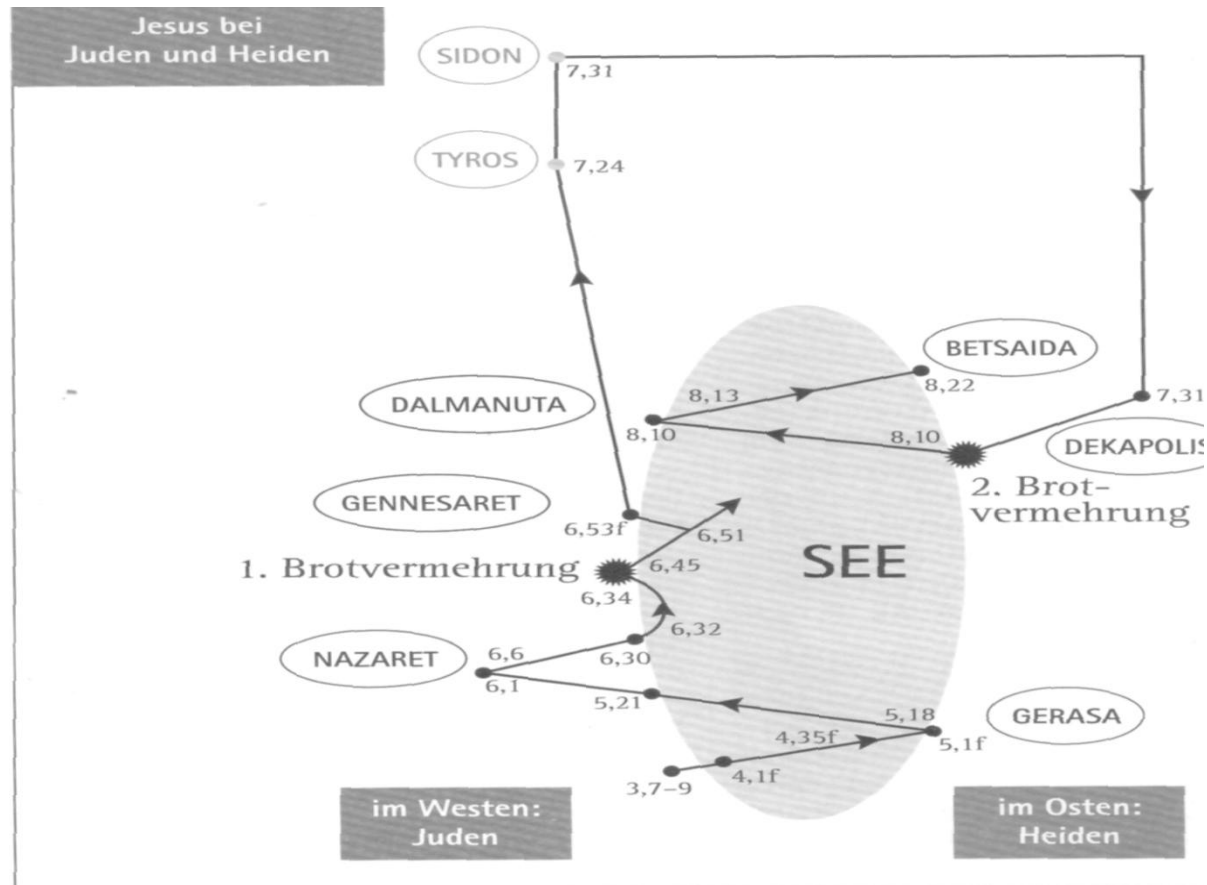 Jesus bei
Juden und Heiden
SIDON
7,31
TYROS
7,24
BETSAIDA
8,13
8,22
DALMANUTA
7,31
8,10
8,10
DEKAPOLIS
GENNESARET
2. Brot-
vermehrung
6,53f
6,51
SEE
1. Brotvermehrung
6,45
6,34
6,32
NAZARET
6,6
6,30
6,1
5,21
5,18
GERASA
4,35f
5,1f
4,1f
3,7–9
im Westen:
Juden
im Osten:
Heiden